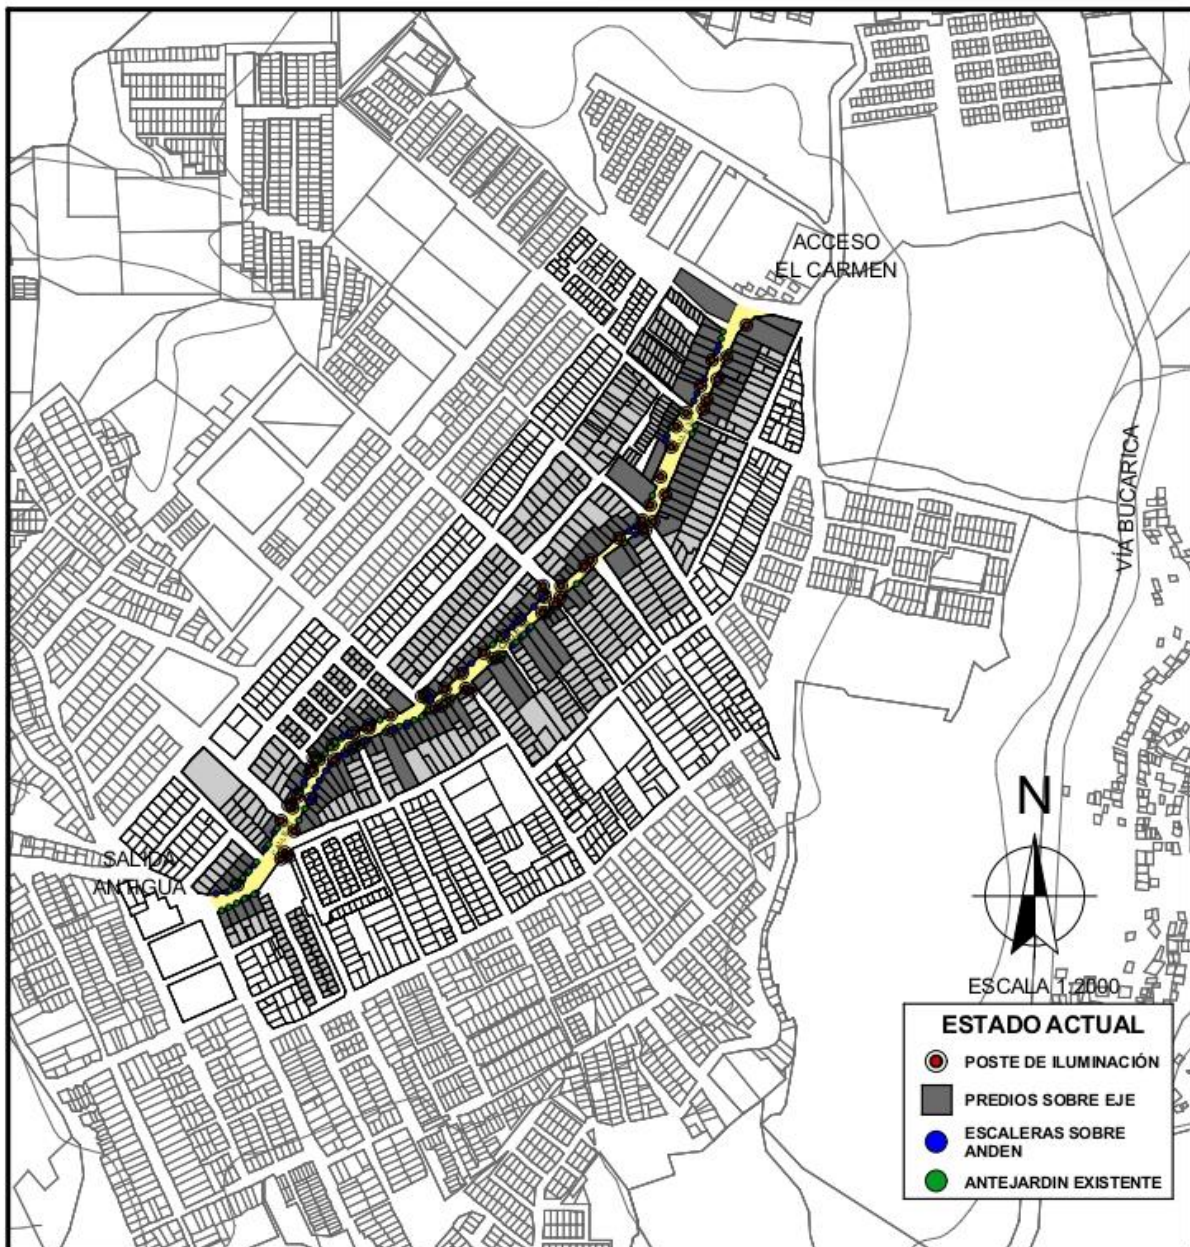 ACCESO
EL CARMEN
VÍA BUCARICA
SALIDA
ANTIGUA
N
ESCALA 1:2000
ESTADO ACTUAL
POSTE DE ILUMINACIÓN
PREDIOS SOBRE EJE
ESCALERAS SOBRE
ANDEN
ANTEJARDIN EXISTENTE